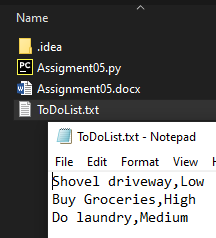 Name
.idea
Assigment05.py
Assignment05.docx
ToDoList.txt
ToDoList.txt - Notepad
File Edit Format View He
Shovel driveway,Low
Buy Groceries,High
Do laundry,Medium